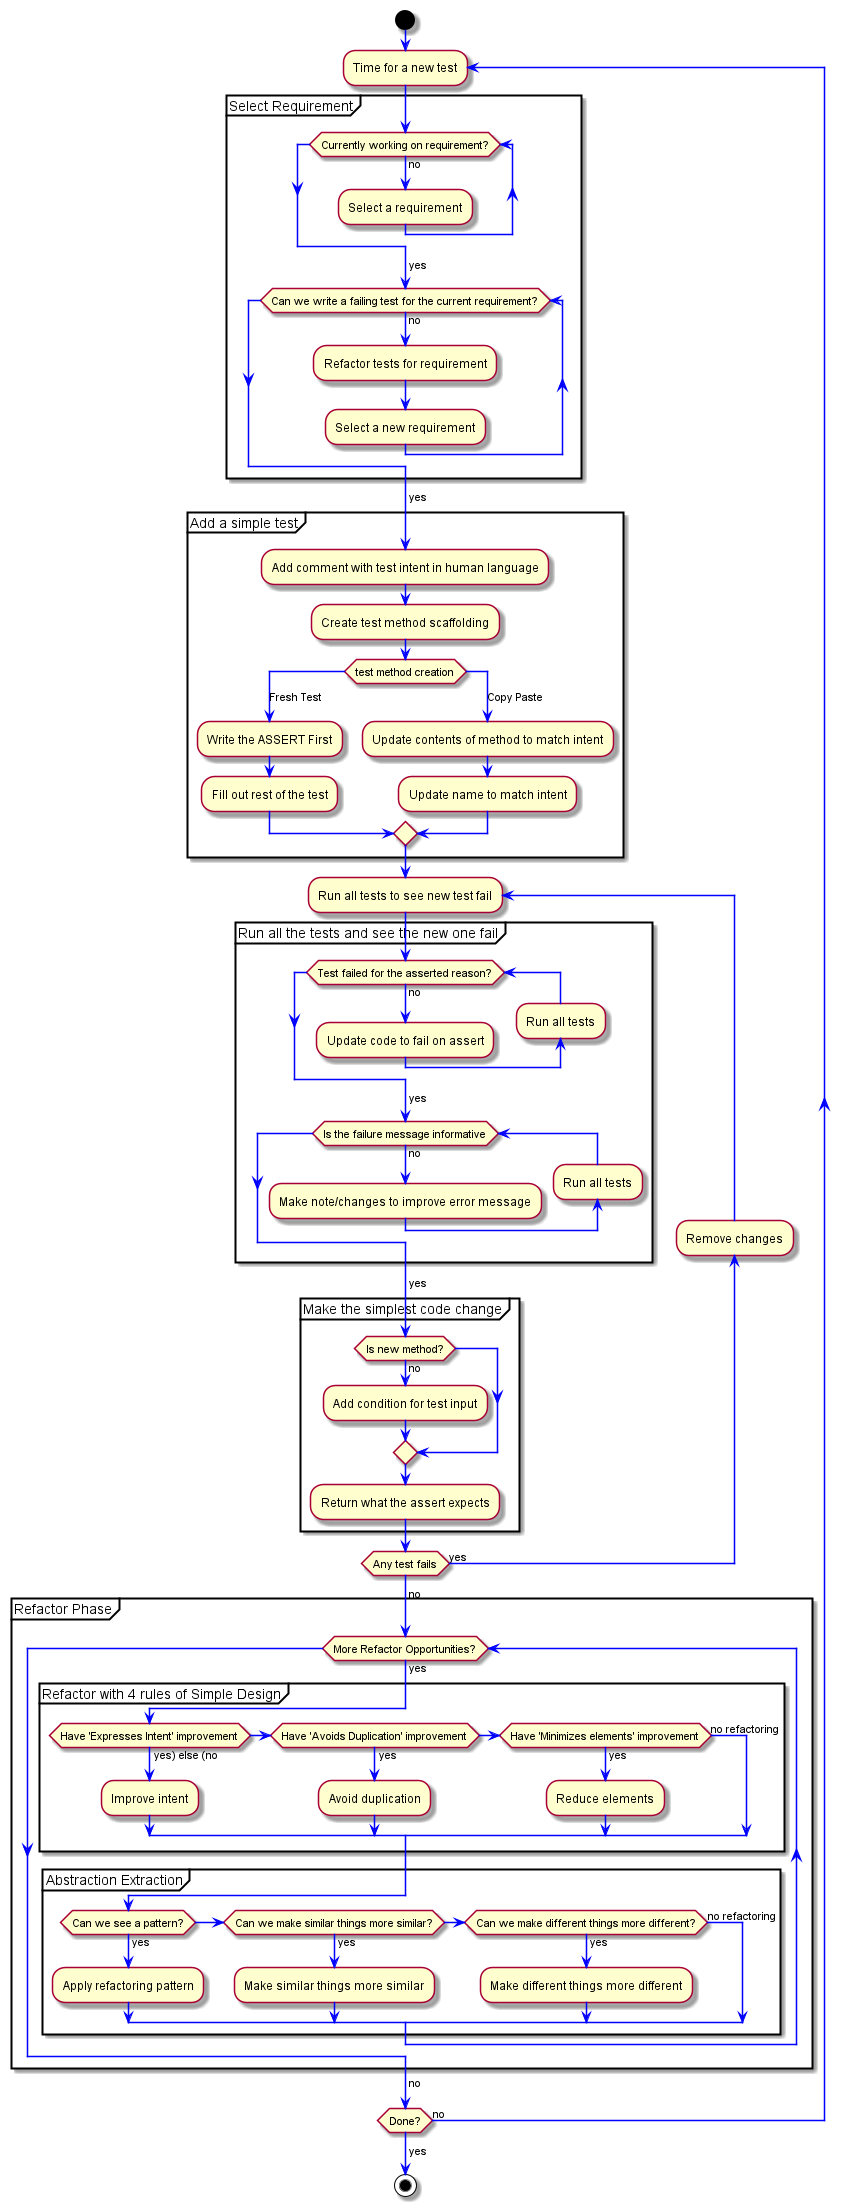 Time for a new test
Select Requirement
Currently working on requirement?
no
Select a requirement
yes
Can we write a failing test for the current requirement?
no
Refactor tests for requirement
Select a new requirement
yes
Add a simple test
Add comment with test intent in human language
Create test method scaffolding
test method creation
Fresh Test
Copy Paste
Write the ASSERT First
Update contents of method to match intent
Fill out rest of the test
Update name to match intent
Run all tests to see new test fail
Run all the tests and see the new one fail
Test failed for the asserted reason?
no
Run all tests
Update code to fail on assert
yes
Is the failure message informative
no
Run all tests
Make note/changes to improve error message
Remove changes
yes
Make the simplest code change
Is new method?
no
Add condition for test input
Return what the assert expects
Any test fails
yes
no
Refactor Phase
More Refactor Opportunities?
yes
Refactor with 4 rules of Simple Design
Have 'Expresses Intent' improvement
Have 'Avoids Duplication' improvement
Have 'Minimizes elements' improvement
no refactoring
yes) else (no
yes
yes
Improve intent
Avoid duplication
Reduce elements
Abstraction Extraction
Can we see a pattern?
Can we make similar things more similar?
Can we make different things more different?
no refactoring
yes
yes
yes
Apply refactoring pattern
Make similar things more similar
Make different things more different
no
Done?
no
yes